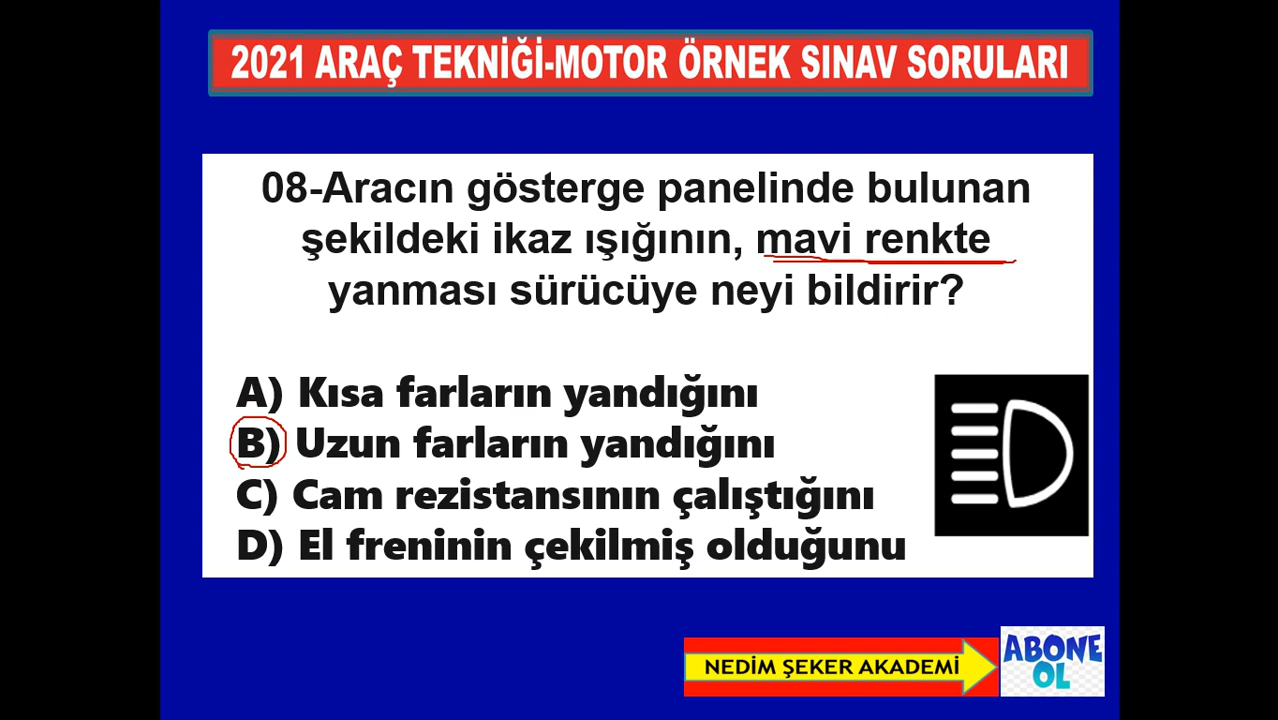 2021 ARAÇ TEKNİĞİ-MOTOR ÖRNEK SINAV SORULARI
08-Aracın gösterge panelinde bulunan
şekildeki ikaz ışığının, mavi renkte
yanması sürücüye neyi bildirir?
A) Kısa farların yandığını
B) Uzun farların yandığını
C) Cam rezistansının çalıştığını
D) El freninin çekilmiş olduğunu
NEDİM ŞEKER AKADEMİ
ABONE
OL